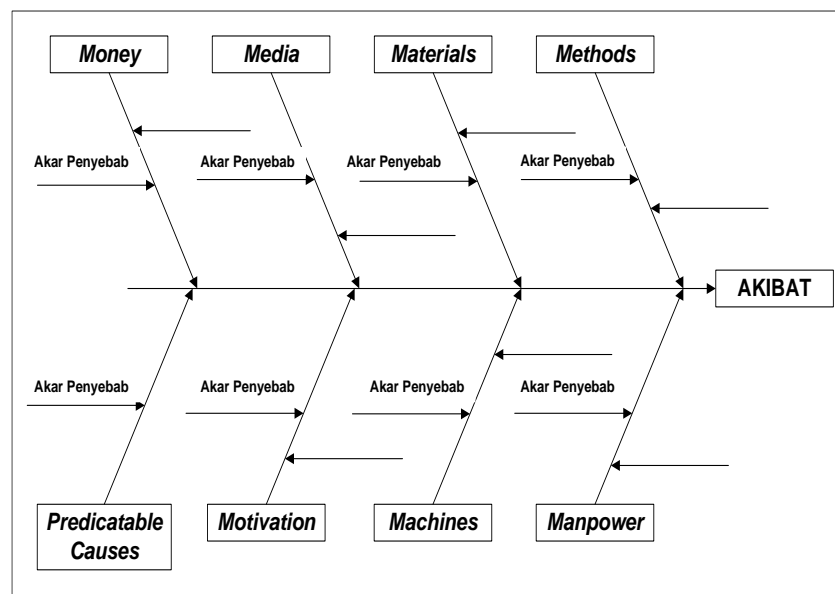 Money
Media
Materials
Methods
Akar Penyebab
Akar Penyebab
Akar Penyebab
Akar Penyebab
AKIBAT
Akar Penyebab
Akar Penyebab
Akar Penyebab
Akar Penyebab
Predicatable
Causes
Motivation
Machines
Manpower